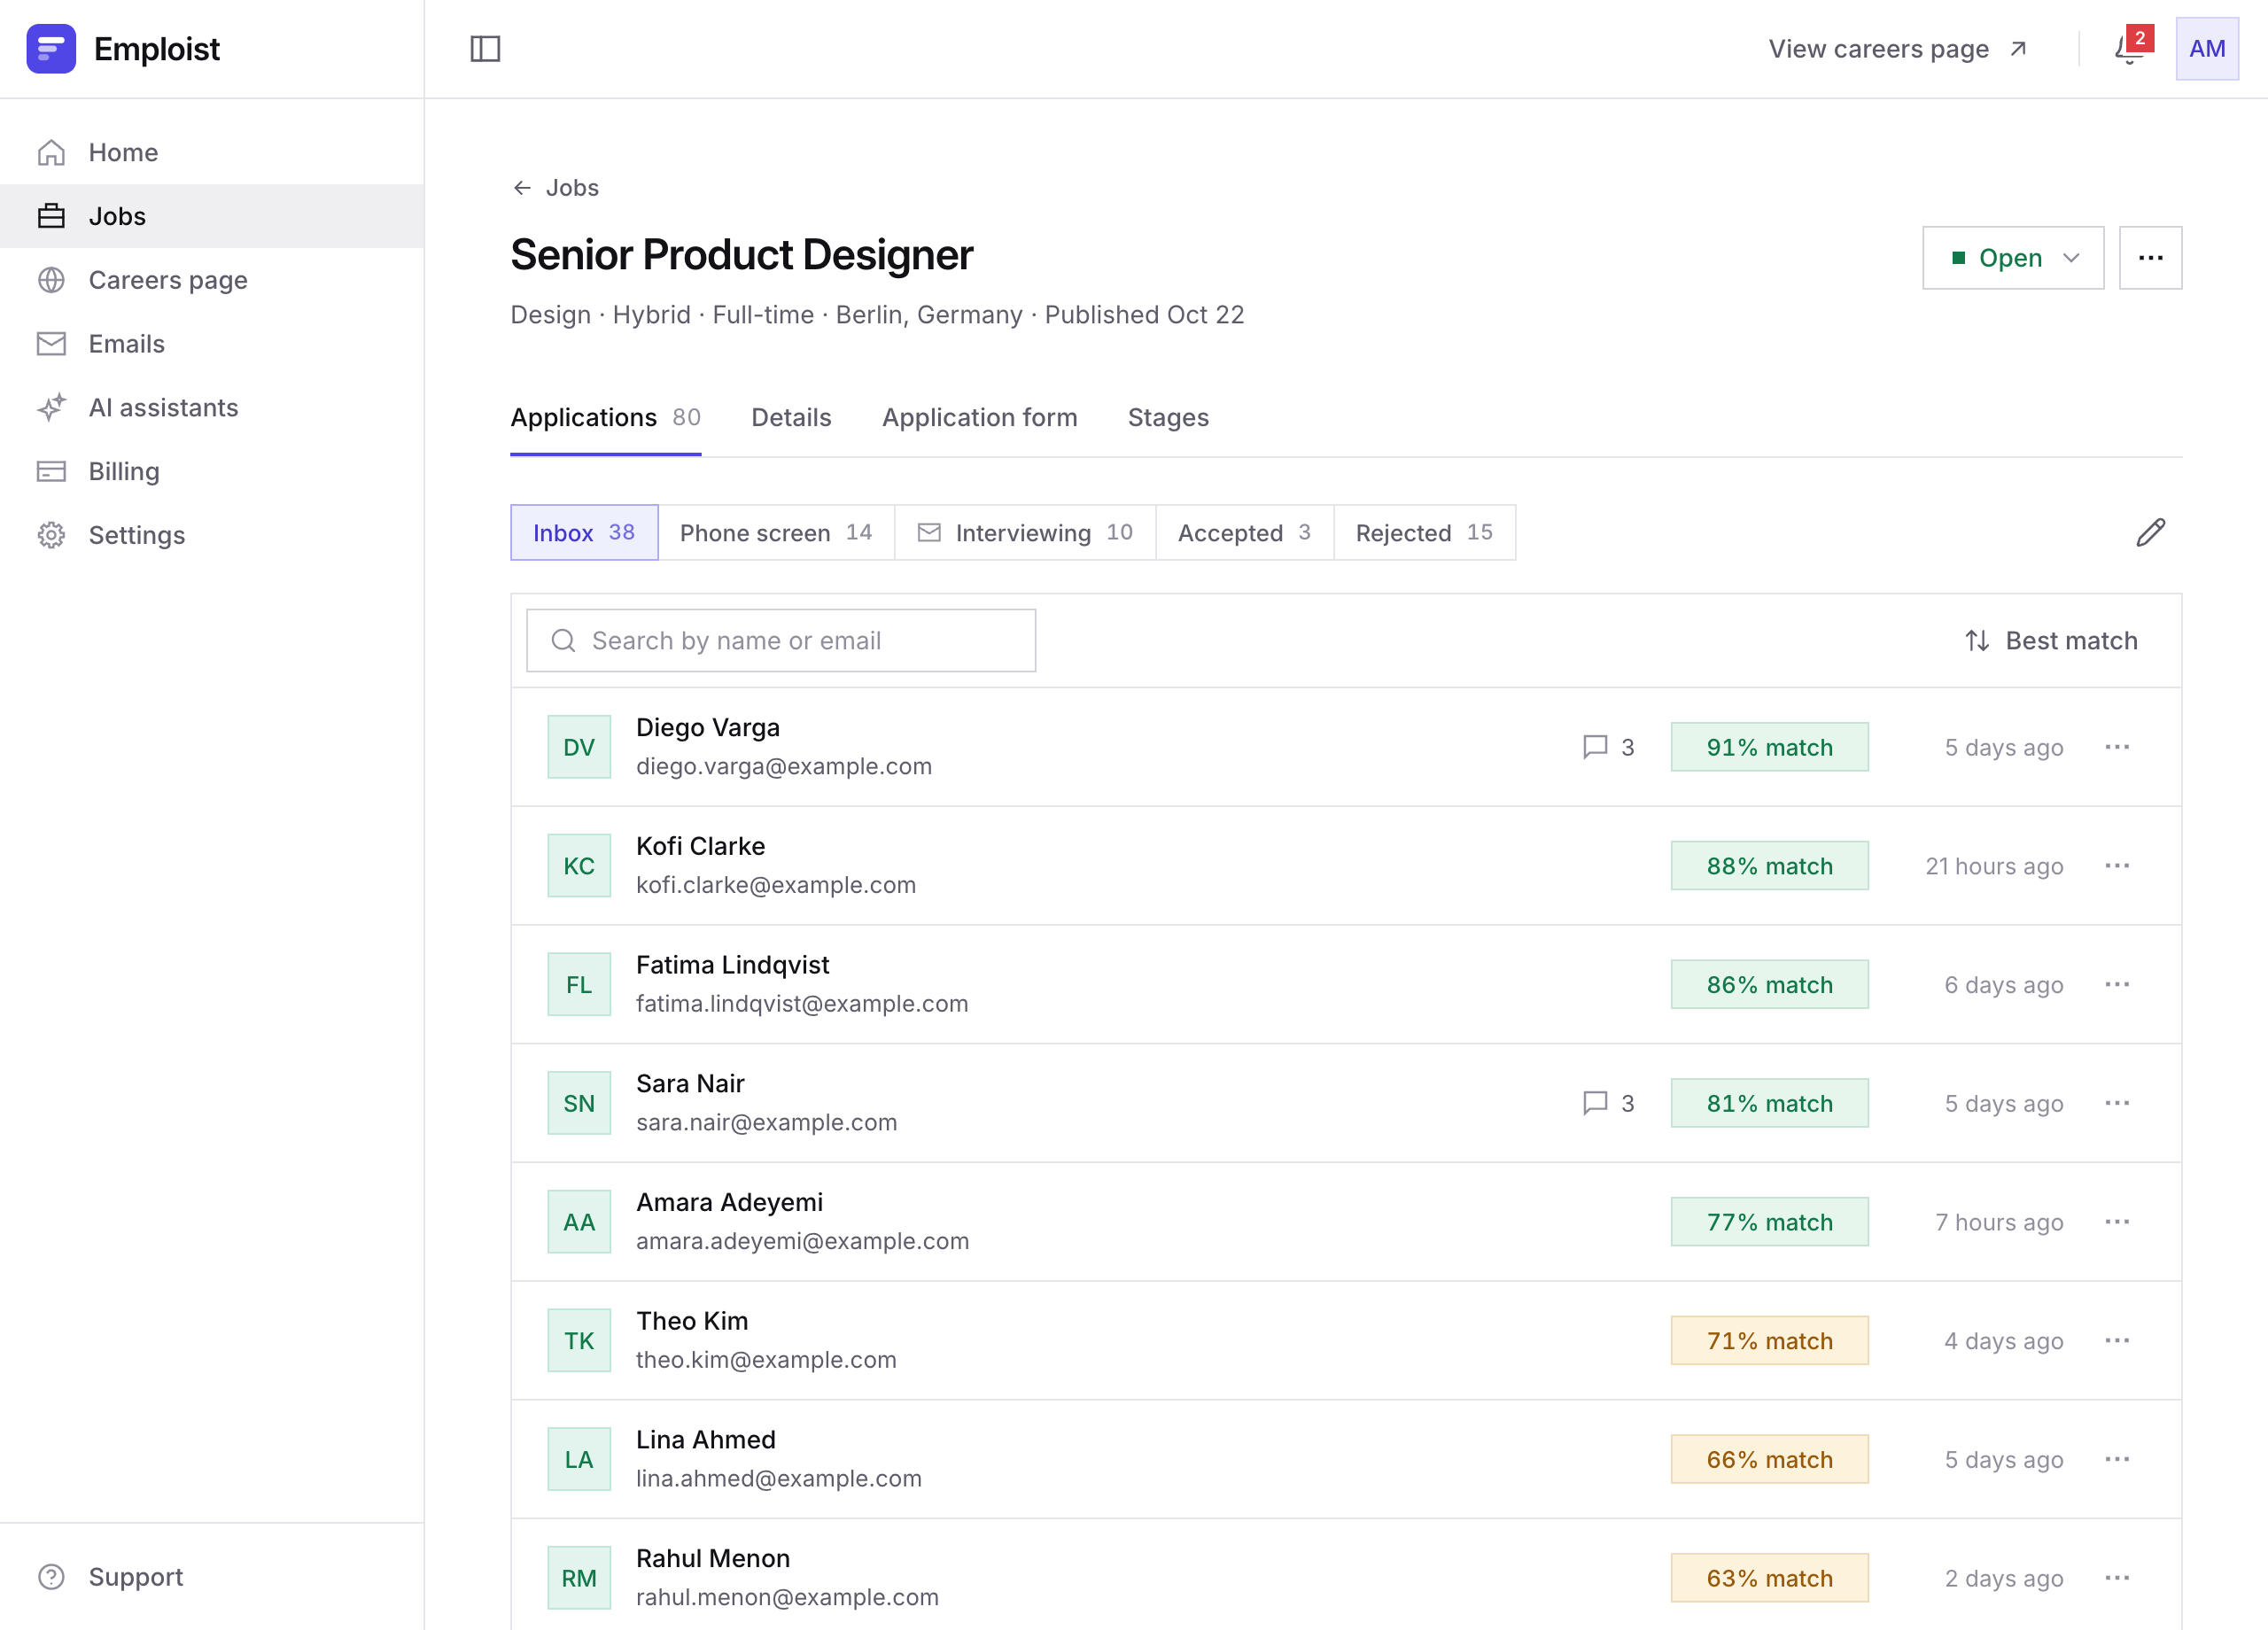 Emploist
View careers page
2
AM
Home
Jobs
Careers page
Emails
AI assistants
Billing
Settings
Support
Jobs
Senior Product Designer
Open
Design · Hybrid · Full-time · Berlin, Germany · Published Oct 22
Applications 80 Details Application form Stages
Inbox 38 Phone screen 14 Interviewing 10 Accepted 3 Rejected 15
Search by name or email
Best match
DV Diego Varga 3 91% match 5 days ago
diego.varga@example.com
KC Kofi Clarke 88% match 21 hours ago
kofi.clarke@example.com
FL Fatima Lindqvist 86% match 6 days ago
fatima.lindqvist@example.com
SN Sara Nair 3 81% match 5 days ago
sara.nair@example.com
AA Amara Adeyemi 77% match 7 hours ago
amara.adeyemi@example.com
TK Theo Kim 71% match 4 days ago
theo.kim@example.com
LA Lina Ahmed 66% match 5 days ago
lina.ahmed@example.com
RM Rahul Menon 63% match 2 days ago
rahul.menon@example.com